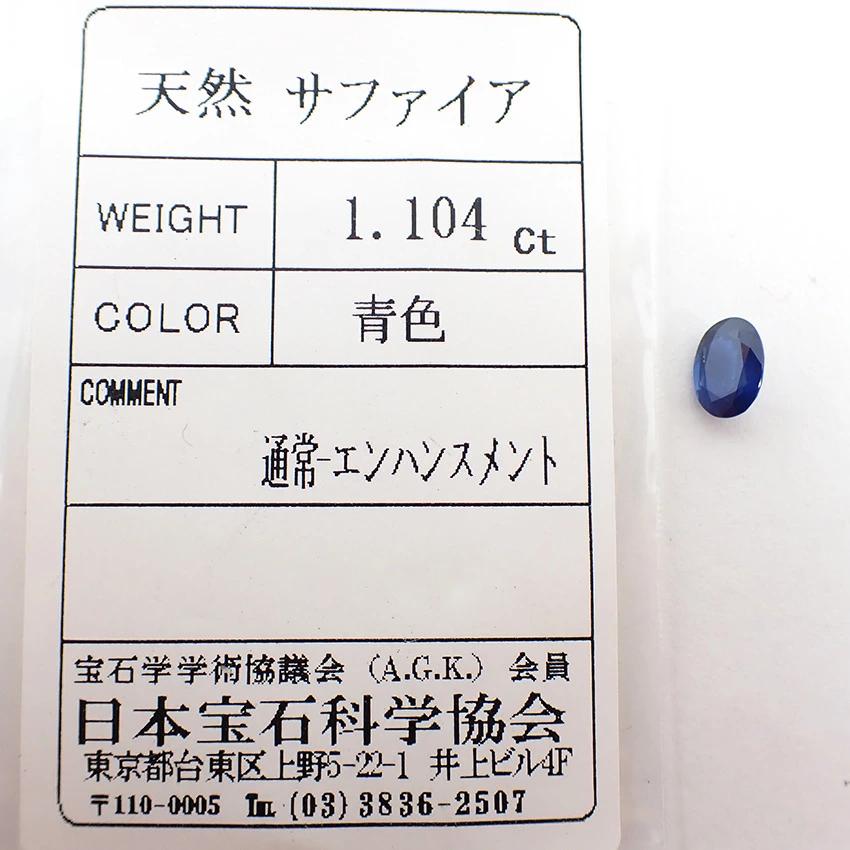 天然 サファイア
WEIGHT 1.104 Ct
COLOR 青色
COMMENT
通常-エンハンスメント
宝石学学術協議会 (A.G.K.) 会員
日本宝石科学協会
東京都台東区上野5-22-1 井上ビル4F
〒110-0005 TEL (03) 3836-2507